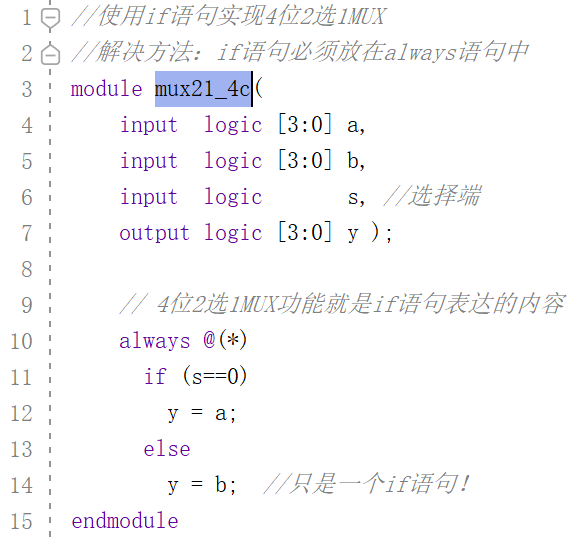 1 //使用if语句实现4位2选1MUX
2 //解决方法: if语句必须放在always语句中
3 module mux21_4c(
4 input logic [3:0] a,
5 input logic [3:0] b,
6 input logic s, //选择端
7 output logic [3:0] y );
8
9 // 4位2选1MUX功能就是if语句表达的内容
10 always @(*)
11 if (s==0)
12 y = a;
13 else
14 y = b; //只是一个if语句!
15 endmodule